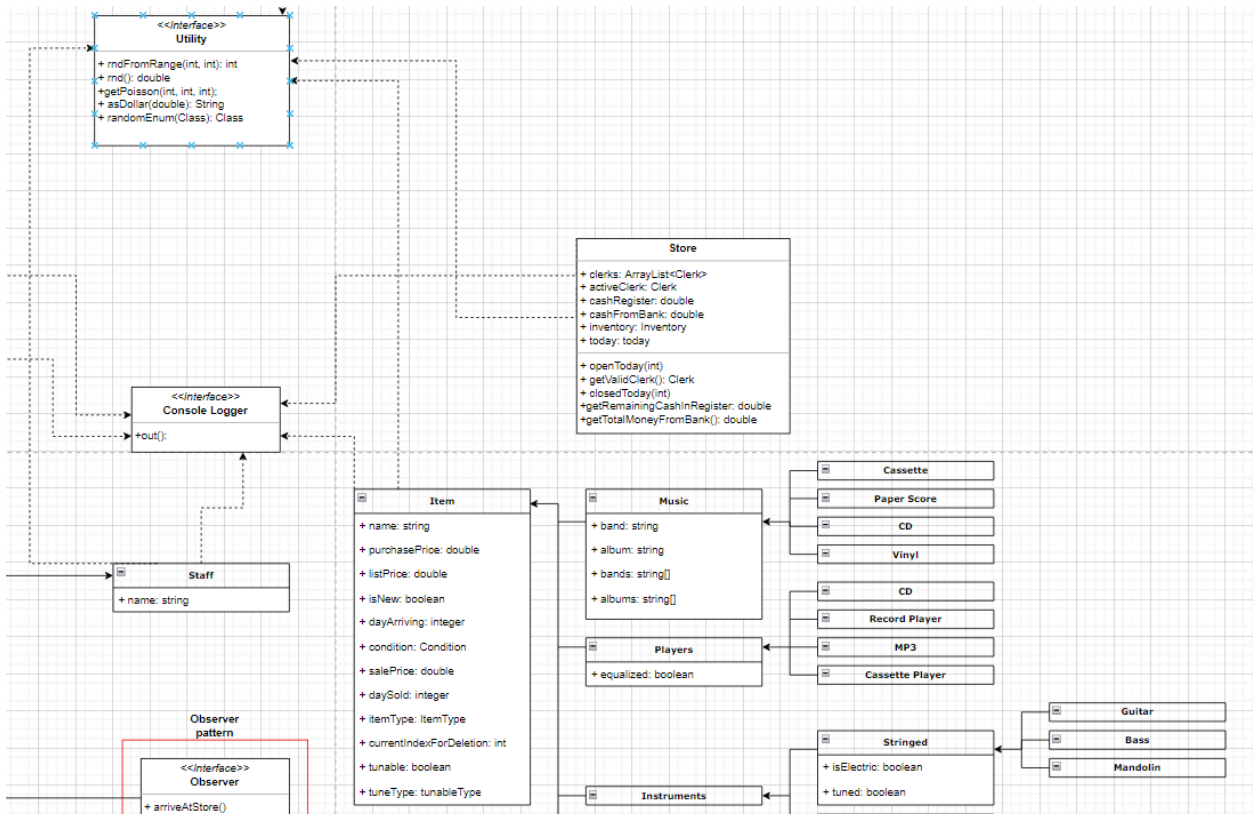 <<Interface>>
Utility
+ rndFromRange(int, int): int
+ rnd(): double
+getPoisson(int, int, int);
+ asDollar(double): String
+ randomEnum(Class): Class
Store
+ clerks: ArrayList<Clerk>
+ activeClerk: Clerk
+ cashRegister: double
+ cashFromBank: double
+ inventory: Inventory
+ today: today
+ openToday(int)
+ getValidClerk(): Clerk
+ closedToday(int)
+getRemainingCashInRegister: double
+getTotalMoneyFromBank(): double
<<Interface>>
Console Logger
+out():
Staff
+ name: string
Item
+ name: string
+ purchasePrice: double
+ listPrice: double
+ isNew: boolean
+ dayArriving: integer
+ condition: Condition
+ salePrice: double
+ daySold: integer
+ itemType: ItemType
+ currentIndexForDeletion: int
+ tunable: boolean
+ tuneType: tunableType
Music
+ band: string
+ album: string
+ bands: string[]
+ albums: string[]
Cassette
Paper Score
CD
Vinyl
Players
+ equalized: boolean
CD
Record Player
MP3
Cassette Player
Instruments
Stringed
+ isElectric: boolean
+ tuned: boolean
Guitar
Bass
Mandolin
Observer
pattern
<<Interface>>
Observer
+ arriveAtStore()